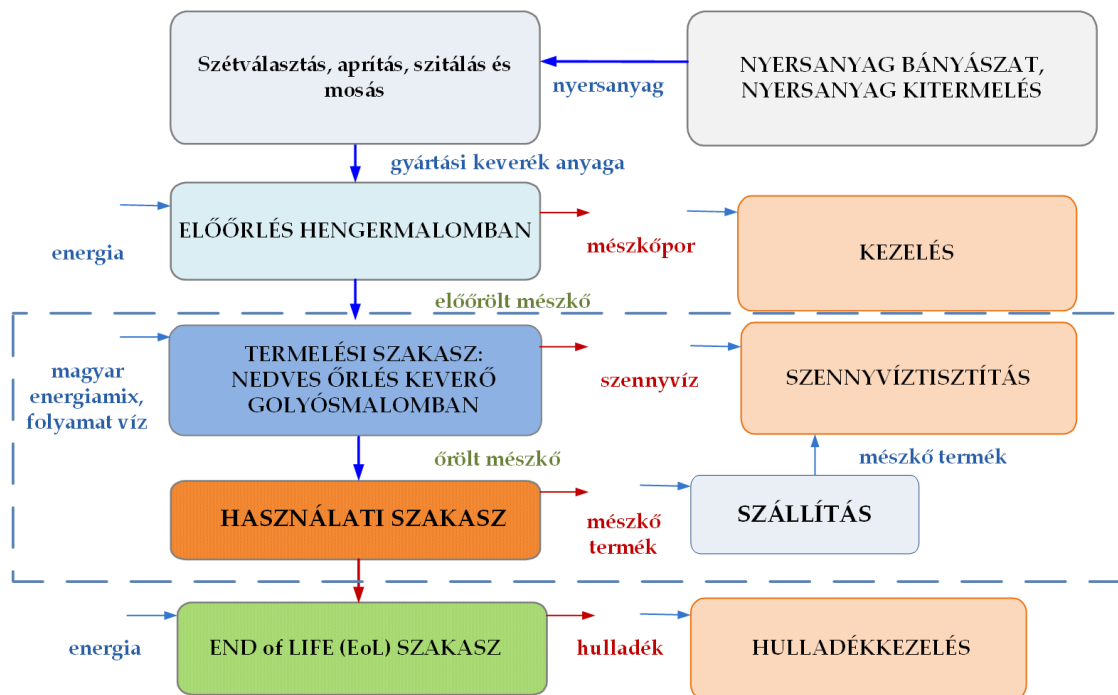 Szétválasztás, aprítás, szitálás és
mosás
nyersanyag
NYERSANYAG BÁNYÁSZAT,
NYERSANYAG KITERMELÉS
gyártási keverék anyaga
energia
ELŐŐRLÉS HENGERMALOMBAN
mészkőpor
KEZELÉS
előőrölt mészkő
magyar
energiamix,
folyamat víz
TERMELÉSI SZAKASZ:
NEDVES ŐRLÉS KEVERŐ
GOLYÓSMALOMBAN
szennyvíz
SZENNYVÍZTISZTÍTÁS
őrölt mészkő
mészkő termék
HASZNÁLATI SZAKASZ
mészkő
termék
SZÁLLÍTÁS
energia
END of LIFE (EoL) SZAKASZ
hulladék
HULLADÉKKEZELÉS